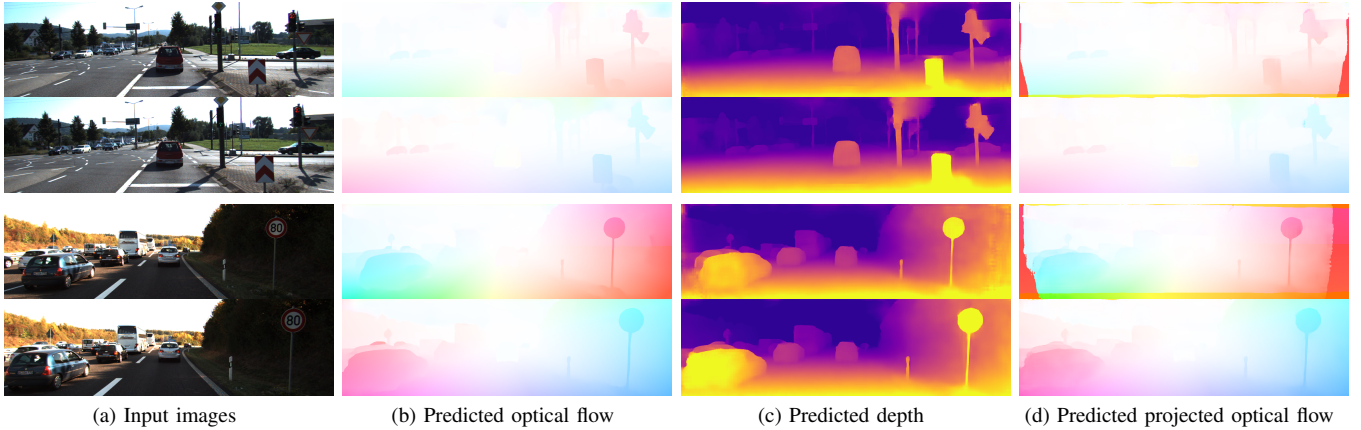 80
80
(a) Input images
(b) Predicted optical flow
(c) Predicted depth
(d) Predicted projected optical flow